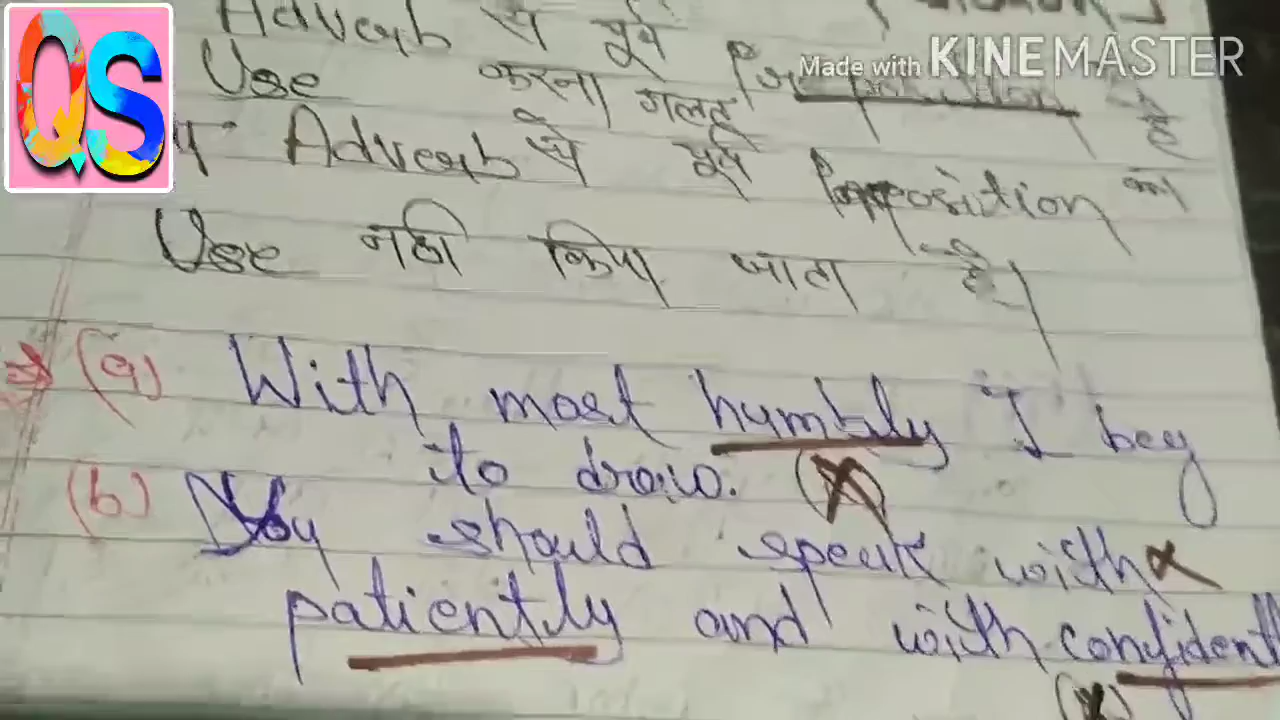 QS
Made with KINEMASTER
Adverb से पूर्व
Use करना गलत है
Adverb से पूर्व Preposition का
Use नही किया जाता है।
(a) With most humbly I beg
to draw. (X)
(b) You should speak with x
patiently and with confident
(X)